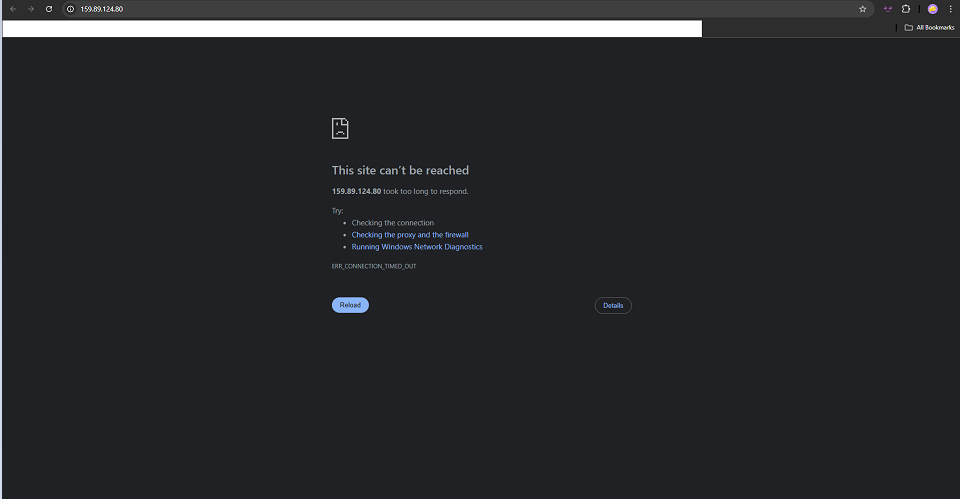 159.89.124.80
All Bookmarks
This site can't be reached
159.89.124.80 took too long to respond.
Try:
• Checking the connection
• Checking the proxy and the firewall
• Running Windows Network Diagnostics
ERR_CONNECTION_TIMED_OUT
Reload
Details